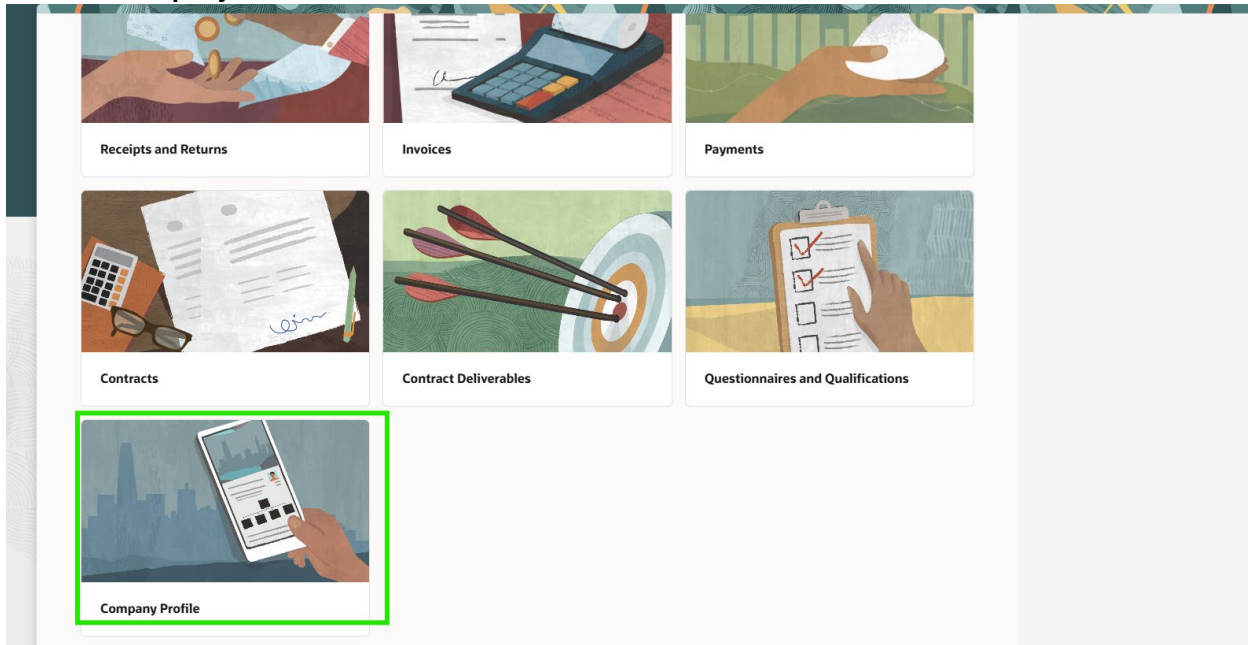 Receipts and Returns
Invoices
Payments
Contracts
Contract Deliverables
Questionnaires and Qualifications
Company Profile